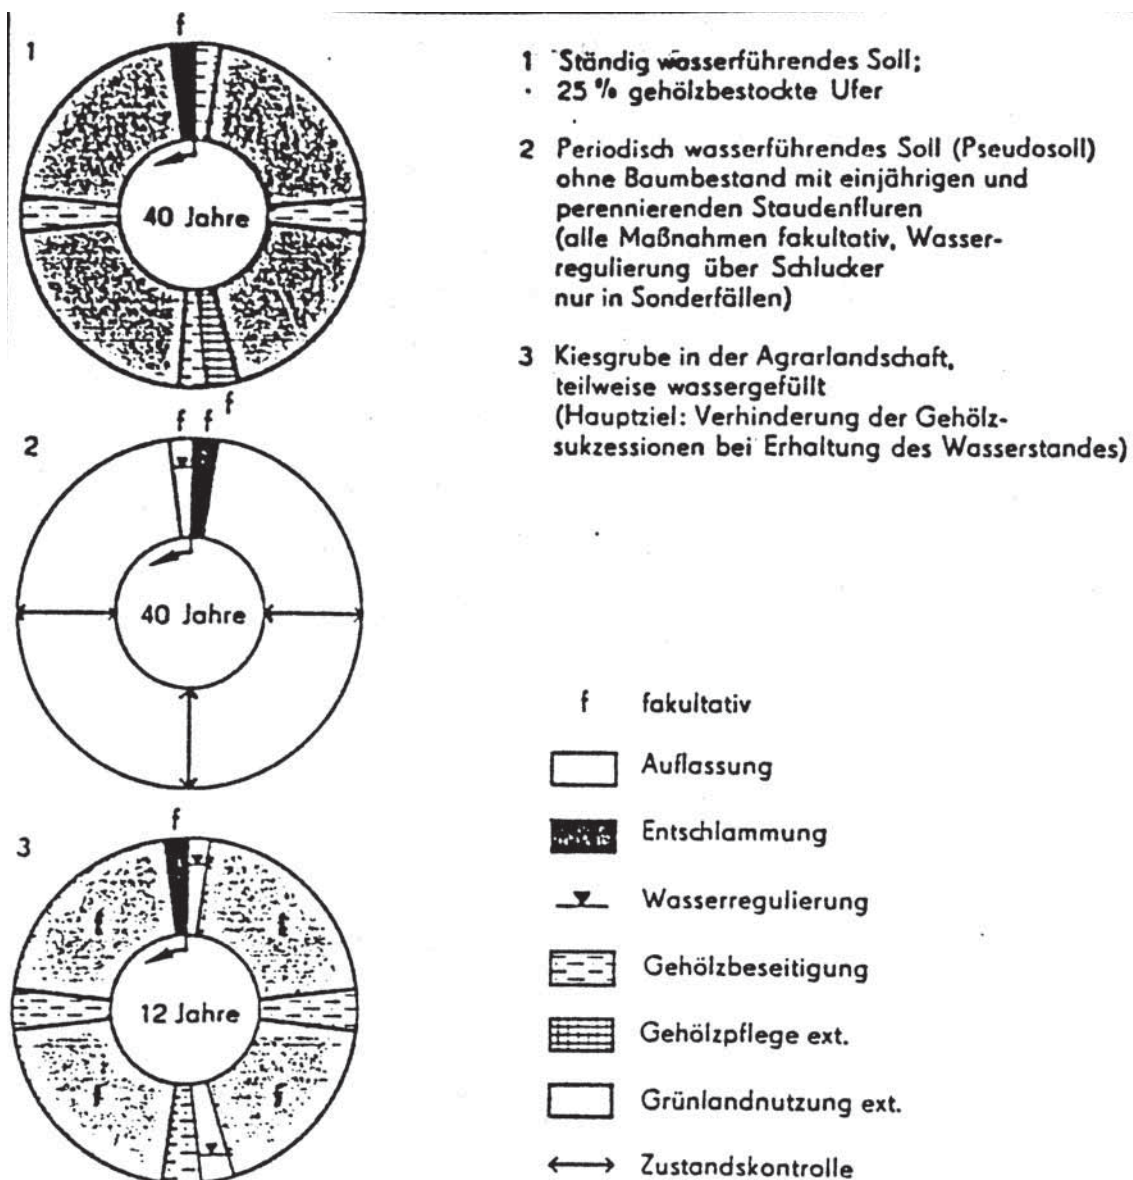 f
1
40 Jahre
f
f f
2
40 Jahre
f
3
f f
12 Jahre
f f
1 Ständig wasserführendes Soll;
25 % gehölzbestockte Ufer
2 Periodisch wasserführendes Soll (Pseudosoll)
ohne Baumbestand mit einjährigen und
perennierenden Staudenfluren
(alle Maßnahmen fakultativ, Wasser-
regulierung über Schlucker
nur in Sonderfällen)
3 Kiesgrube in der Agrarlandschaft,
teilweise wassergefüllt
(Hauptziel: Verhinderung der Gehölz-
sukzessionen bei Erhaltung des Wasserstandes)
f fakultativ
Auflassung
Entschlammung
Wasserregulierung
Gehölzbeseitigung
Gehölzpflege ext.
Grünlandnutzung ext.
Zustandskontrolle